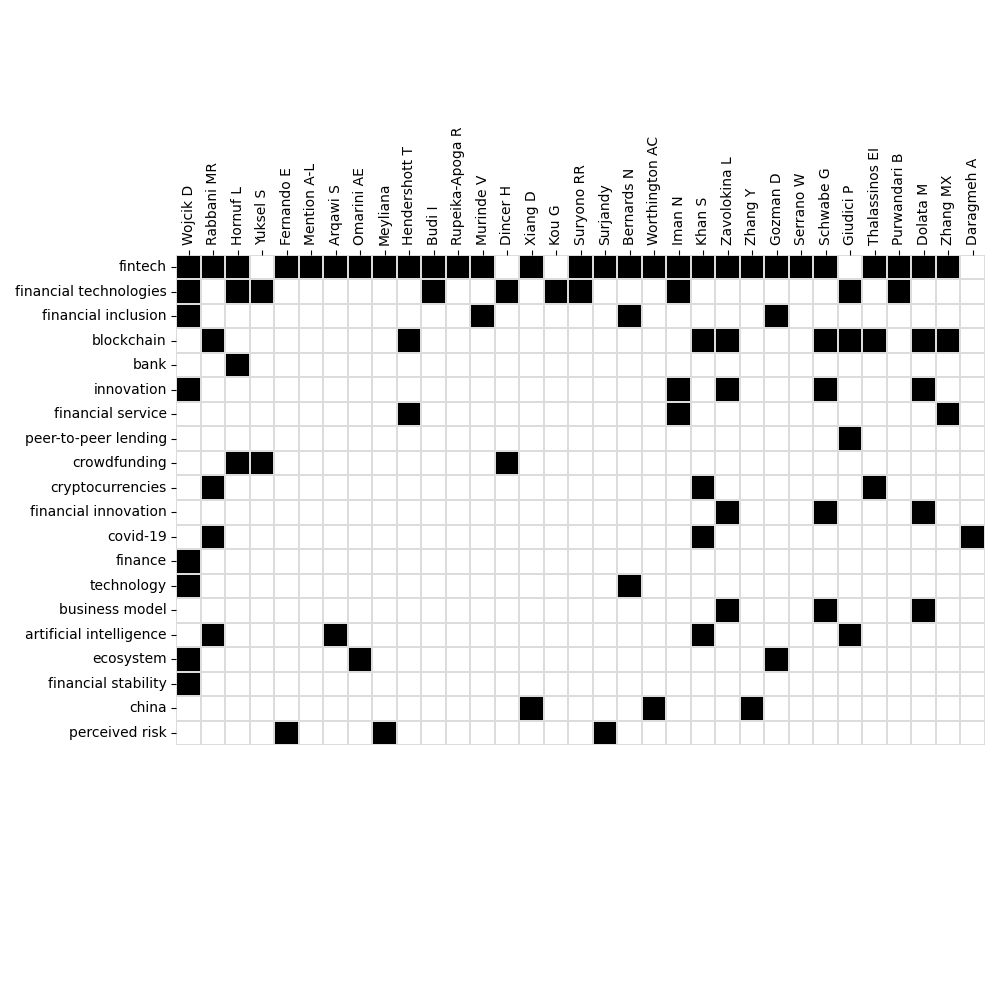 Wojcik D
Rabbani MR
Hornuf L
Yuksel S
Fernando E
Mention A-L
Arqawi S
Omarini AE
Meyliana
Hendershott T
Budi I
Rupeika-Apoga R
Murinde V
Dincer H
Xiang D
Kou G
Suryono RR
Surjandy
Bernards N
Worthington AC
Iman N
Khan S
Zavolokina L
Zhang Y
Gozman D
Serrano W
Schwabe G
Giudici P
Thalassinos EI
Purwandari B
Dolata M
Zhang MX
Daragmeh A
fintech
financial technologies
financial inclusion
blockchain
bank
innovation
financial service
peer-to-peer lending
crowdfunding
cryptocurrencies
financial innovation
covid-19
finance
technology
business model
artificial intelligence
ecosystem
financial stability
china
perceived risk